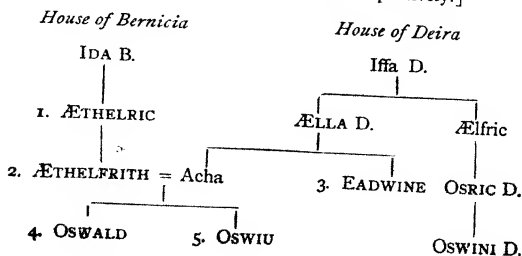 House of Bernicia House of Deira
IDA B. Iffa D.
1. ÆTHELRIC ÆLLA D. Ælfric
2. ÆTHELFRITH = Acha 3. EADWINE OSRIC D.
4. OSWALD 5. OSWIU OSWINI D.